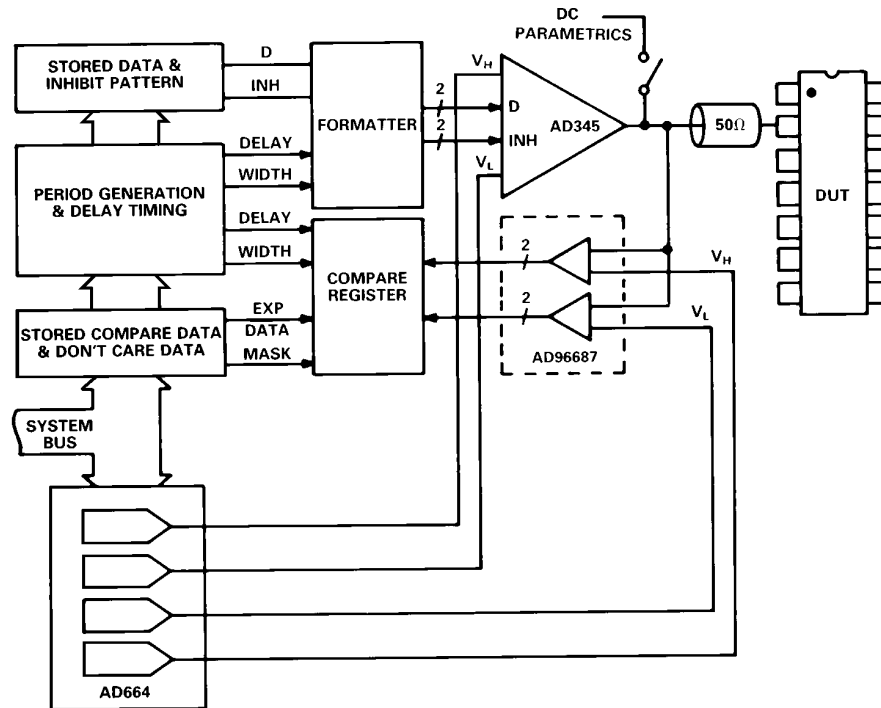 DC
PARAMETRICS
STORED DATA &
INHIBIT PATTERN
D
INH
FORMATTER
V_H
2
D
2
INH
AD345
V_L
50Ω
DUT
PERIOD GENERATION
& DELAY TIMING
DELAY
WIDTH
DELAY
WIDTH
COMPARE
REGISTER
2
2
V_H
V_L
AD96687
STORED COMPARE DATA
& DON'T CARE DATA
EXP
DATA
MASK
SYSTEM
BUS
AD664